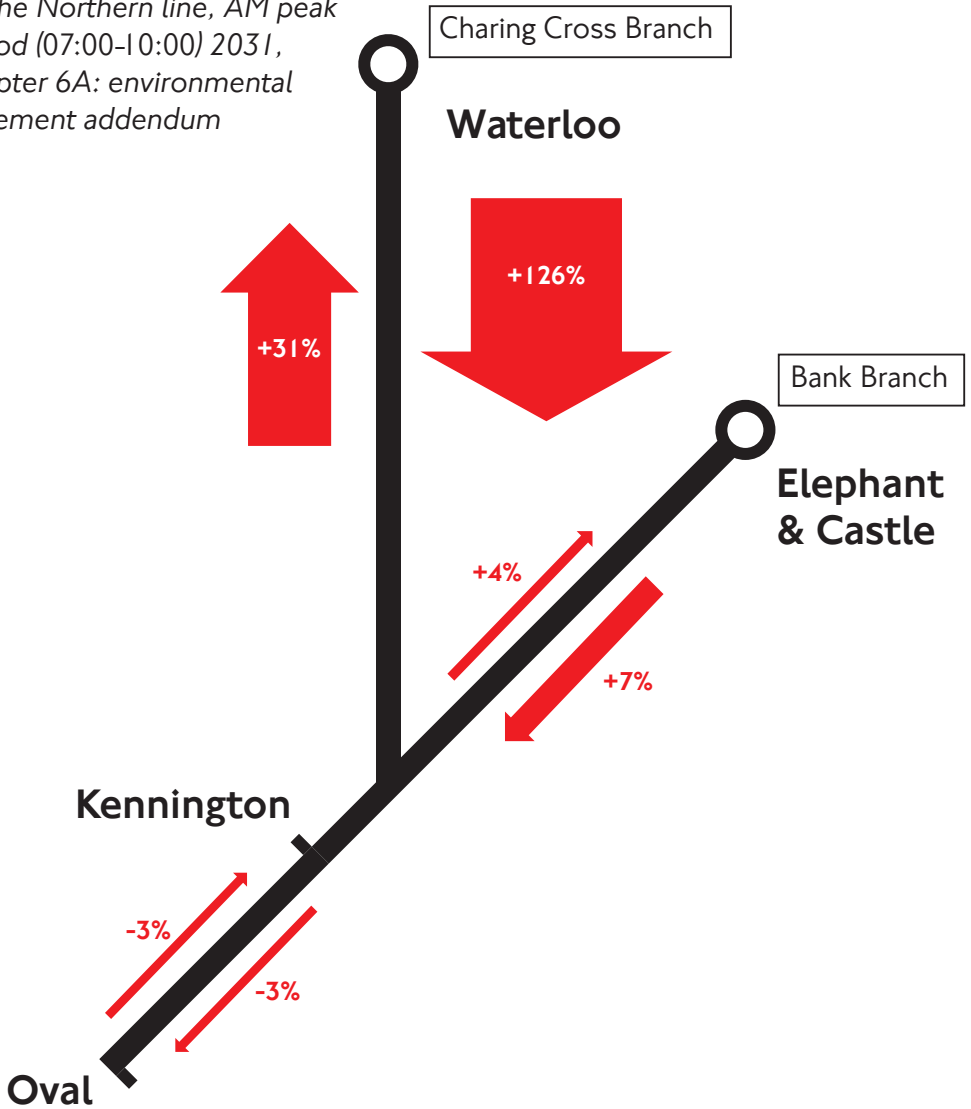 he Northern line, AM peak
od (07:00-10:00) 2031,
pter 6A: environmental
ement addendum
Charing Cross Branch
Waterloo
+126%
+31%
Bank Branch
Elephant
& Castle
+4%
+7%
Kennington
-3%
-3%
Oval